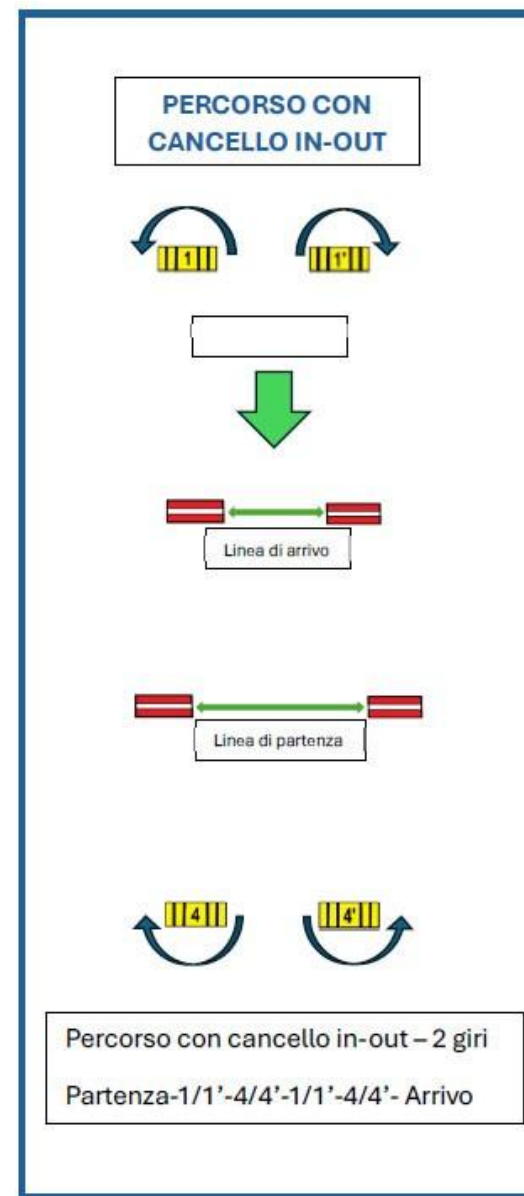 PERCORSO CON
CANCELLO IN-OUT
1 1'
Linea di arrivo
Linea di partenza
4 4'
Percorso con cancello in-out – 2 giri
Partenza-1/1’-4/4’-1/1’-4/4’- Arrivo